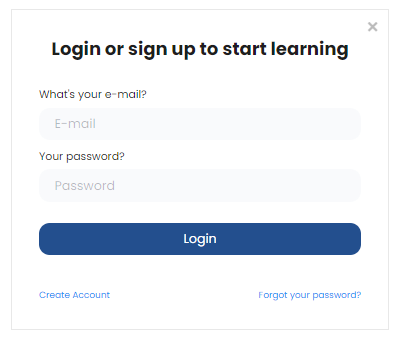 Login or sign up to start learning
What's your e-mail?
E-mail
Your password?
Password
Login
Create Account Forgot your password?